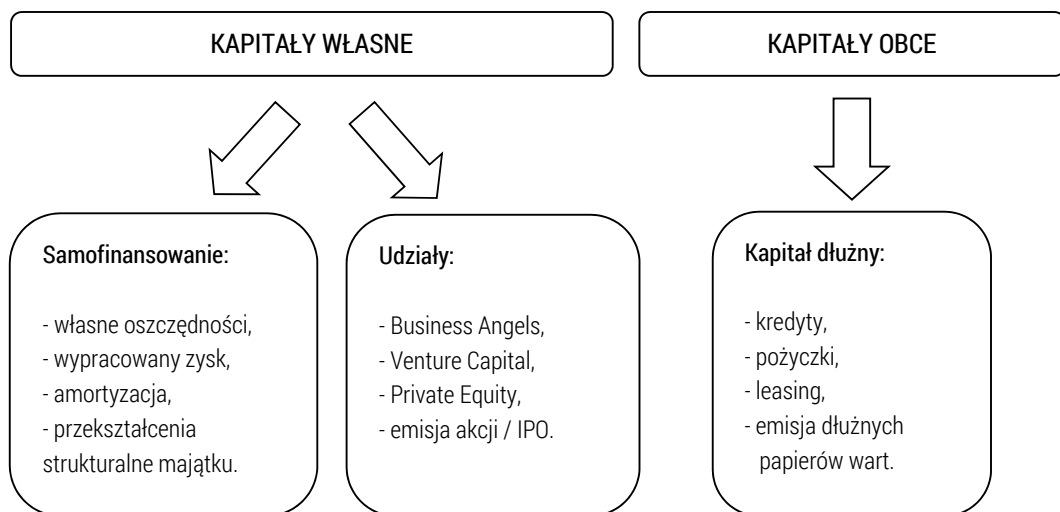 KAPITAŁY WŁASNE
KAPITAŁY OBCE
Samofinansowanie:
- własne oszczędności,
- wypracowany zysk,
- amortyzacja,
- przekształcenia
strukturalne majątku.
Udziały:
- Business Angels,
- Venture Capital,
- Private Equity,
- emisja akcji / IPO.
Kapitał dłużny:
- kredyty,
- pożyczki,
- leasing,
- emisja dłużnych
papierów wart.